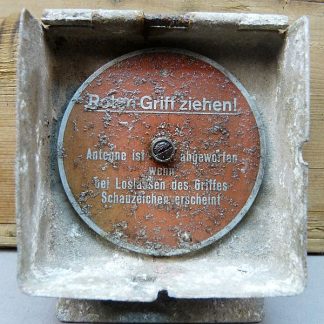 Roten Griff ziehen!
Antenne ist abgeworfen
wenn
bei Loslassen des Griffes
Schauzeichen erscheint